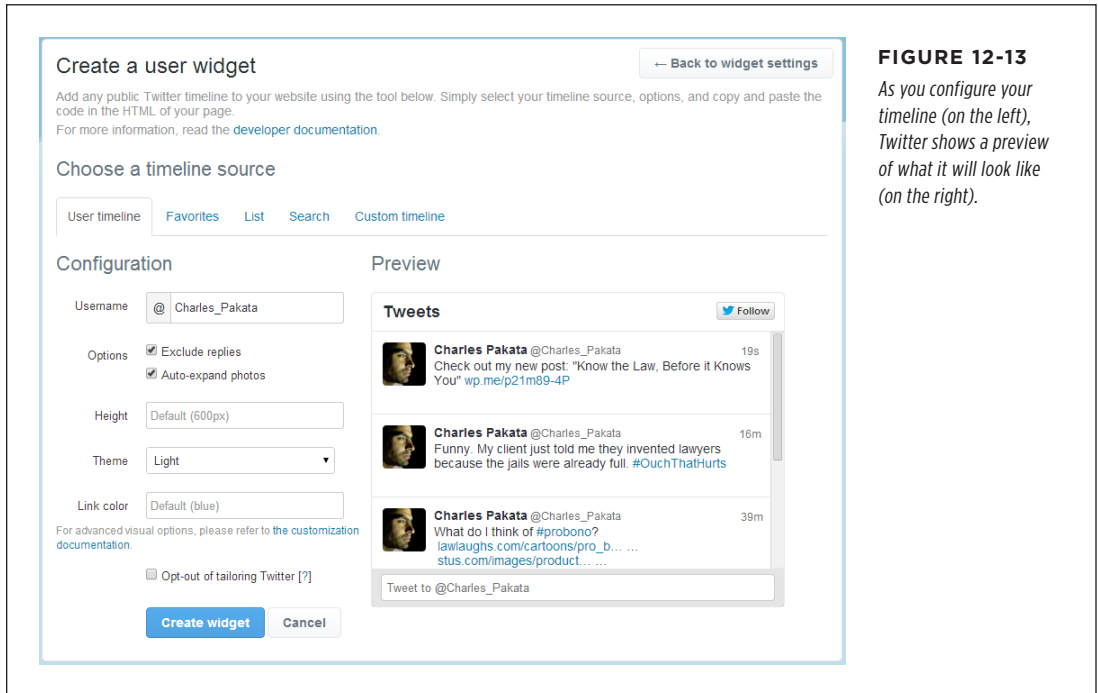 Create a user widget
← Back to widget settings
Add any public Twitter timeline to your website using the tool below. Simply select your timeline source, options, and copy and paste the
code in the HTML of your page.
For more information, read the developer documentation.
Choose a timeline source
User timeline Favorites List Search Custom timeline
Configuration
Username @ Charles_Pakata
Options Exclude replies
Auto-expand photos
Height Default (600px)
Theme Light
Link color Default (blue)
For advanced visual options, please refer to the customization
documentation.
Opt-out of tailoring Twitter [?]
Create widget Cancel
Preview
Tweets Follow
Charles Pakata @Charles_Pakata 19s
Check out my new post: "Know the Law, Before it Knows
You" wp.me/p21m89-4P
Charles Pakata @Charles_Pakata 16m
Funny. My client just told me they invented lawyers
because the jails were already full. #OuchThatHurts
Charles Pakata @Charles_Pakata 39m
What do I think of #probono?
lawlaughs.com/cartoons/pro_b... ...
stus.com/images/product... ...
Tweet to @Charles_Pakata
FIGURE 12-13
As you configure your
timeline (on the left),
Twitter shows a preview
of what it will look like
(on the right).